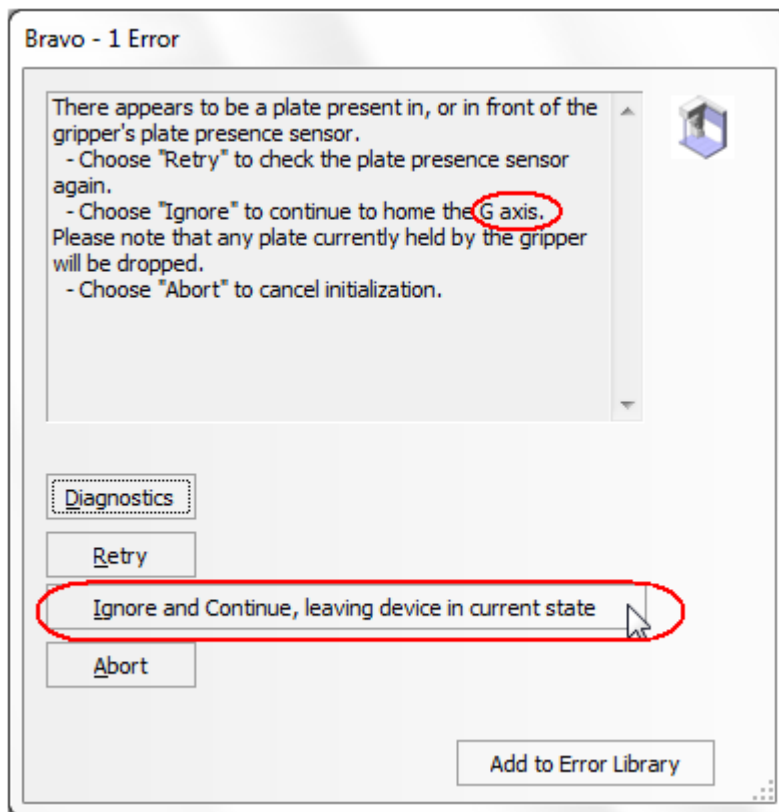 Bravo - 1 Error
There appears to be a plate present in, or in front of the
gripper's plate presence sensor.
- Choose "Retry" to check the plate presence sensor
again.
- Choose "Ignore" to continue to home the G axis.
Please note that any plate currently held by the gripper
will be dropped.
- Choose "Abort" to cancel initialization.
Diagnostics
Retry
Ignore and Continue, leaving device in current state
Abort
Add to Error Library